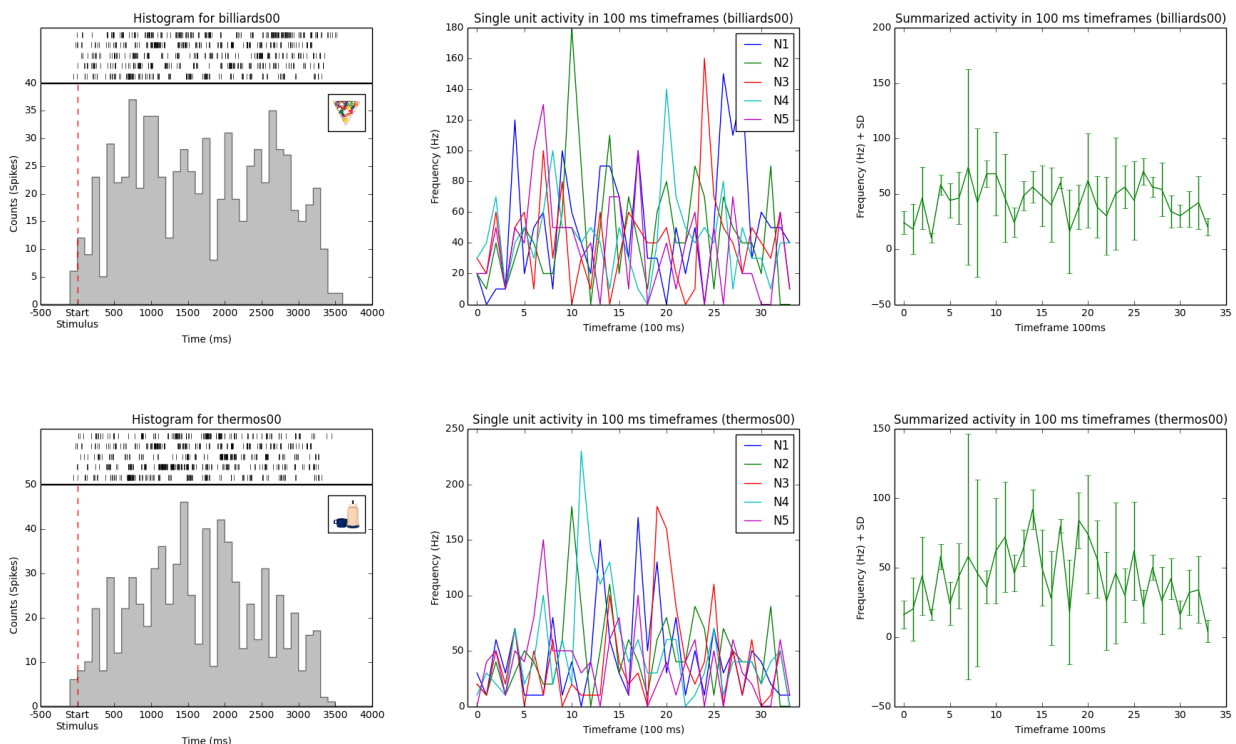 Histogram for billiards00
40
35
30
25
20
15
10
5
0
Counts (Spikes)
-500
Start
Stimulus
500
1000
1500
2000
2500
3000
3500
4000
Time (ms)
Single unit activity in 100 ms timeframes (billiards00)
180
160
140
120
100
80
60
40
20
0
Frequency (Hz)
N1
N2
N3
N4
N5
0
5
10
15
20
25
30
Timeframe (100 ms)
Summarized activity in 100 ms timeframes (billiards00)
200
150
100
50
0
−50
Frequency (Hz) + SD
0
5
10
15
20
25
30
35
Timeframe 100ms
Histogram for thermos00
50
40
30
20
10
0
Counts (Spikes)
-500
Start
Stimulus
500
1000
1500
2000
2500
3000
3500
4000
Time (ms)
Single unit activity in 100 ms timeframes (thermos00)
250
200
150
100
50
0
Frequency (Hz)
N1
N2
N3
N4
N5
0
5
10
15
20
25
30
Timeframe (100 ms)
Summarized activity in 100 ms timeframes (thermos00)
150
100
50
0
−50
Frequency (Hz) + SD
0
5
10
15
20
25
30
35
Timeframe 100ms